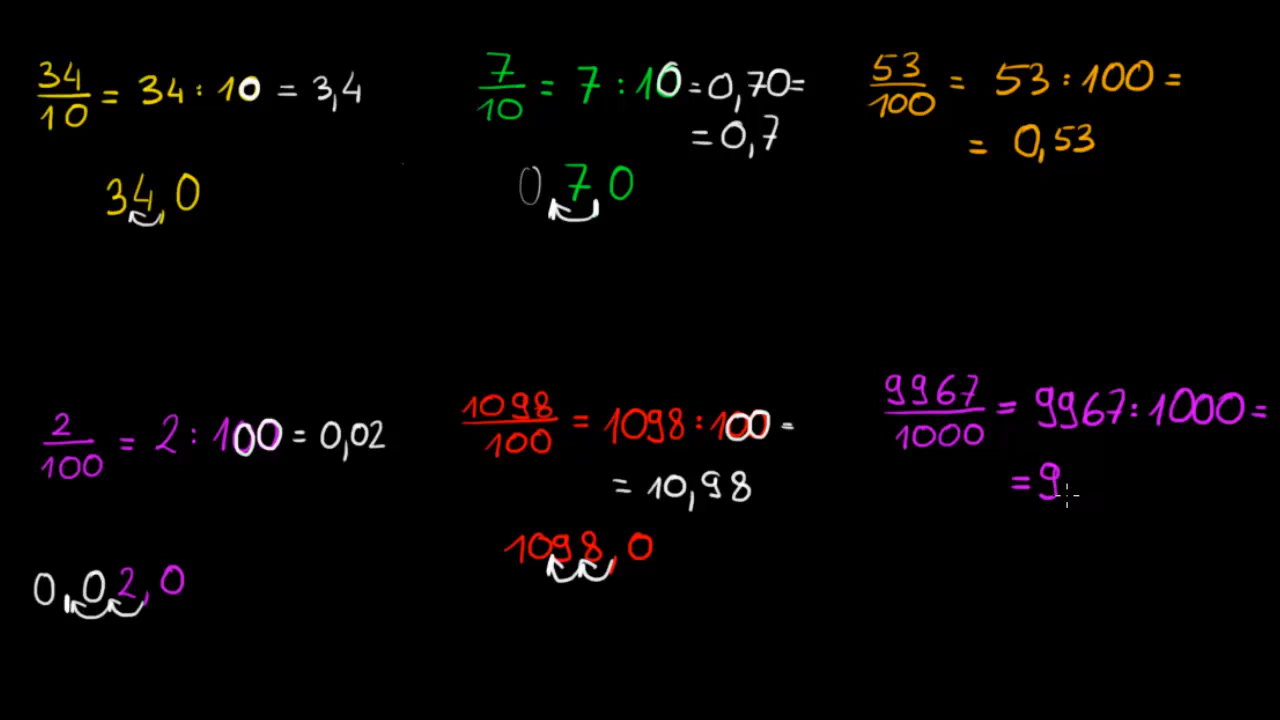 34/10 = 34 : 10 = 3,4
34,0
7/10 = 7 : 10 = 0,70 =
= 0,7
0,7,0
53/100 = 53 : 100 =
= 0,53
2/100 = 2 : 100 = 0,02
0,02,0
1098/100 = 1098 : 100 =
= 10,98
1098,0
9967/1000 = 9967 : 1000 =
= 9